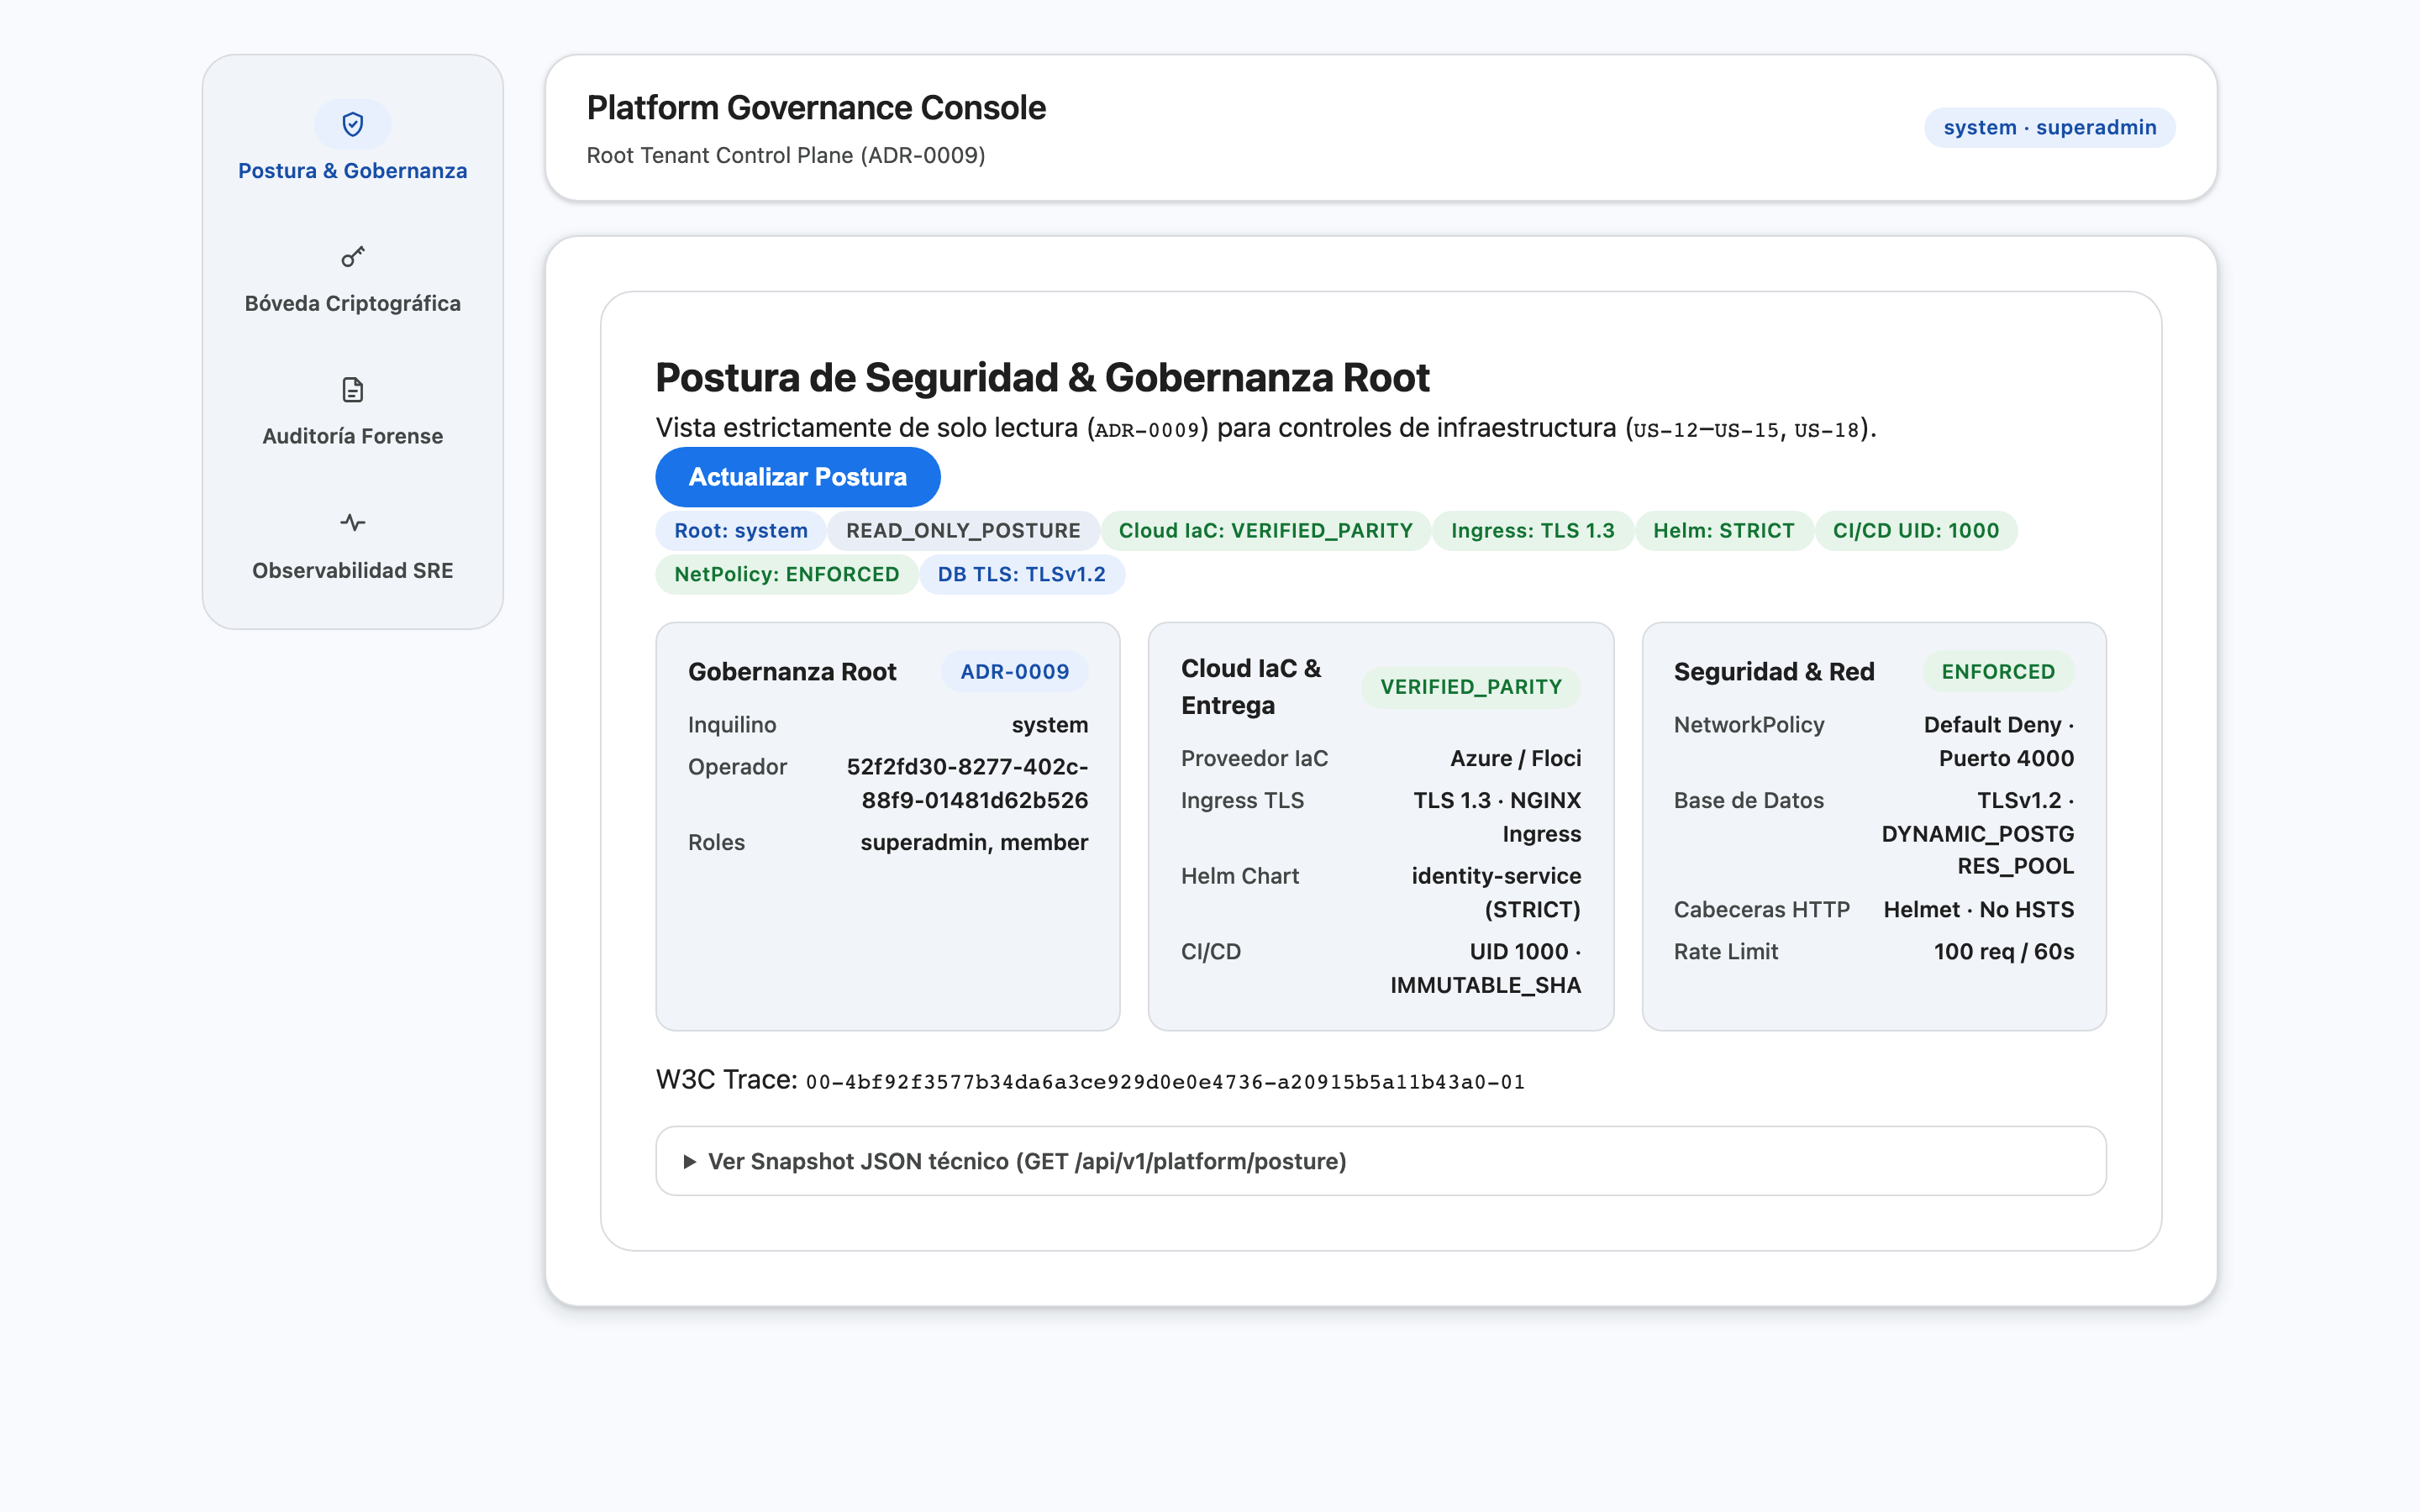 Postura & Gobernanza
Bóveda Criptográfica
Auditoría Forense
Observabilidad SRE
Platform Governance Console
Root Tenant Control Plane (ADR-0009)
system · superadmin
Postura de Seguridad & Gobernanza Root
Vista estrictamente de solo lectura (ADR-0009) para controles de infraestructura (US-12–US-15, US-18).
Actualizar Postura
Root: system READ_ONLY_POSTURE Cloud IaC: VERIFIED_PARITY Ingress: TLS 1.3 Helm: STRICT CI/CD UID: 1000
NetPolicy: ENFORCED DB TLS: TLSv1.2
Gobernanza Root ADR-0009
Inquilino system
Operador 52f2fd30-8277-402c-
88f9-01481d62b526
Roles superadmin, member
Cloud IaC &
Entrega
VERIFIED_PARITY
Proveedor IaC Azure / Floci
Ingress TLS TLS 1.3 · NGINX
Ingress
Helm Chart identity-service
(STRICT)
CI/CD UID 1000 ·
IMMUTABLE_SHA
Seguridad & Red ENFORCED
NetworkPolicy Default Deny ·
Puerto 4000
Base de Datos TLSv1.2 ·
DYNAMIC_POSTG
RES_POOL
Cabeceras HTTP Helmet · No HSTS
Rate Limit 100 req / 60s
W3C Trace: 00-4bf92f3577b34da6a3ce929d0e0e4736-a20915b5a11b43a0-01
Ver Snapshot JSON técnico (GET /api/v1/platform/posture)